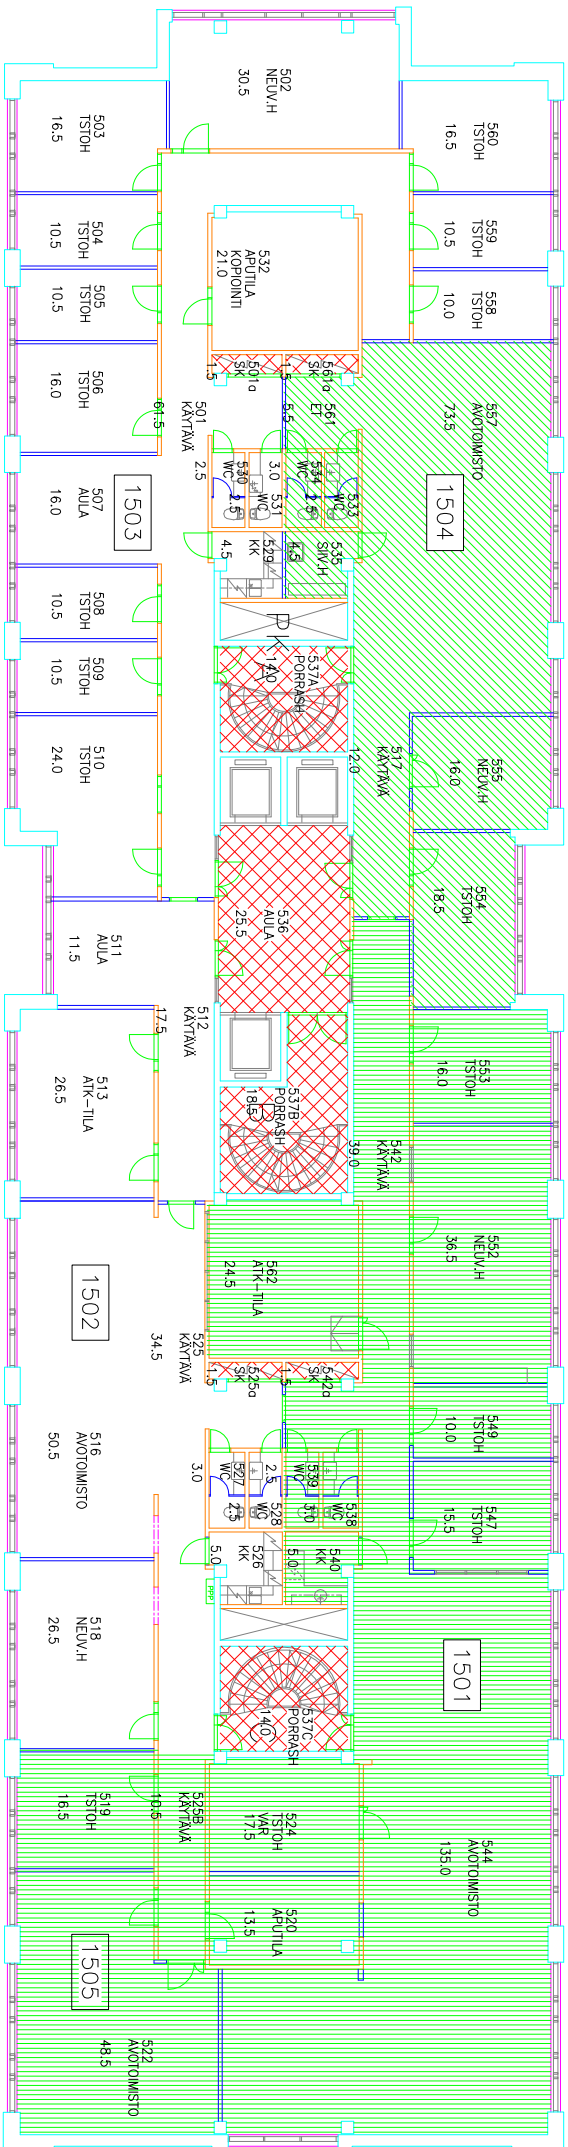 502
NEUV.H
30.5
503
TSTOH
16.5
560
TSTOH
16.5
504
TSTOH
10.5
559
TSTOH
10.5
532
APUTILA
KOPIOINTI
21.0
505
TSTOH
10.5
558
TSTOH
10.0
506
TSTOH
16.0
501a
SK
1.5
561a
SK
1.5
557
AVOTOIMISTO
73.5
501
KÄYTÄVÄ
61.5
561
ET
5.5
1503
507
AULA
16.0
530
WC
2.5
531
WC
3.0
2.5
534
WC
2.5
533
WC
1504
508
TSTOH
10.5
529
KK
4.5
535
SIIV.H
4.5
509
TSTOH
10.5
PK
A
537A
PORRASH
14.0
510
TSTOH
24.0
517
KÄYTÄVÄ
12.0
555
NEUV.H
16.0
536
AULA
25.5
554
TSTOH
18.5
511
AULA
11.5
512
KÄYTÄVÄ
17.5
513
ATK-TILA
26.5
B
537B
PORRASH
18.5
553
TSTOH
16.0
542
KÄYTÄVÄ
39.0
552
NEUV.H
36.5
1502
562
ATK-TILA
24.5
525
KÄYTÄVÄ
34.5
525a
SK
1.5
542a
SK
1.5
549
TSTOH
10.0
516
AVOTOIMISTO
50.5
527
WC
3.0
2.5
528
WC
2.5
539
WC
3.0
538
WC
547
TSTOH
15.5
526
KK
5.0
540
KK
5.0
PPP
518
NEUV.H
26.5
1501
C
537C
PORRASH
14.0
519
TSTOH
16.5
525B
KÄYTÄVÄ
10.5
524
TSTOH
VAR
17.5
544
AVOTOIMISTO
135.0
520
APUTILA
13.5
1505
522
AVOTOIMISTO
48.5